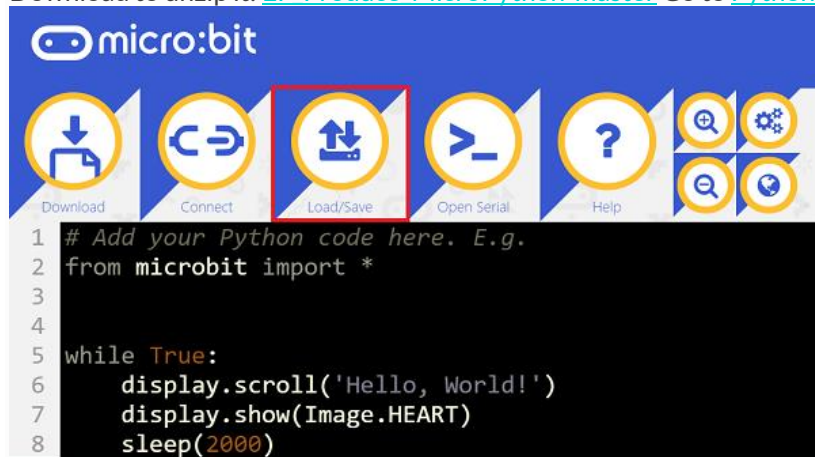 micro:bit
Download
Connect
Load/Save
Open Serial
Help
1 # Add your Python code here. E.g.
2 from microbit import *
3
4
5 while True:
6 display.scroll('Hello, World!')
7 display.show(Image.HEART)
8 sleep(2000)